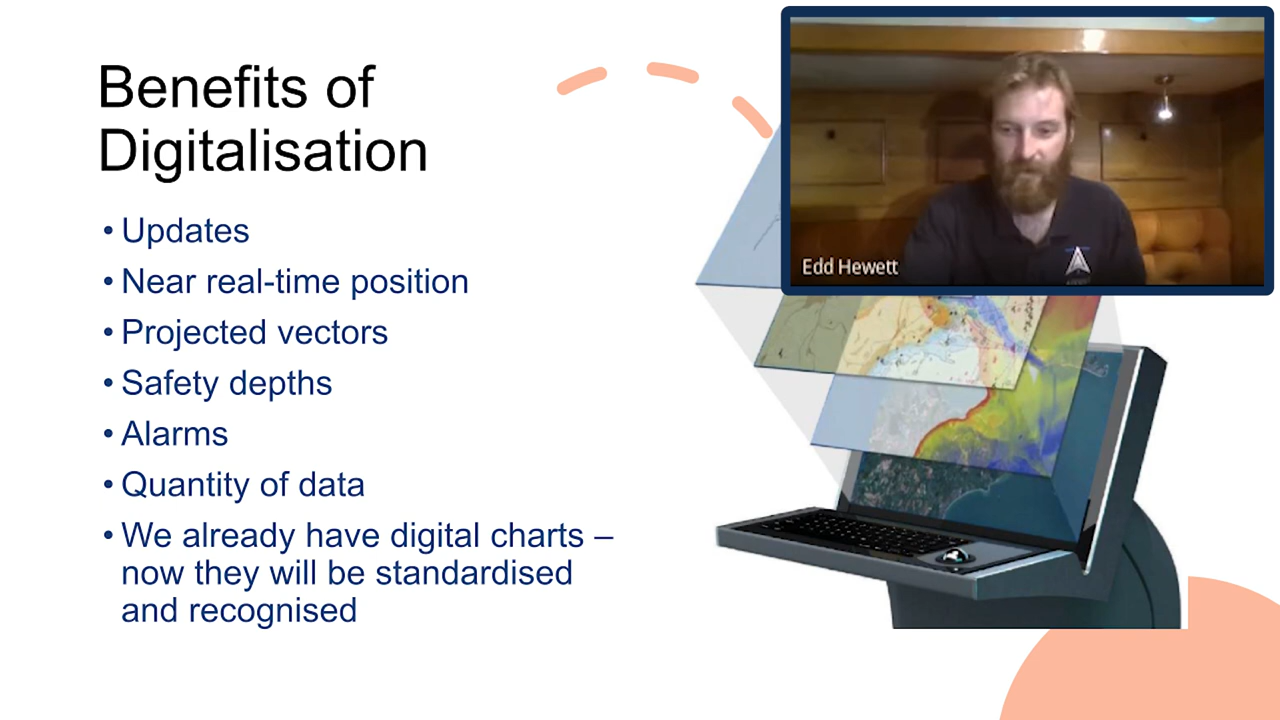 Benefits of
Digitalisation
• Updates
• Near real-time position
• Projected vectors
• Safety depths
• Alarms
• Quantity of data
• We already have digital charts –
now they will be standardised
and recognised
Edd Hewett